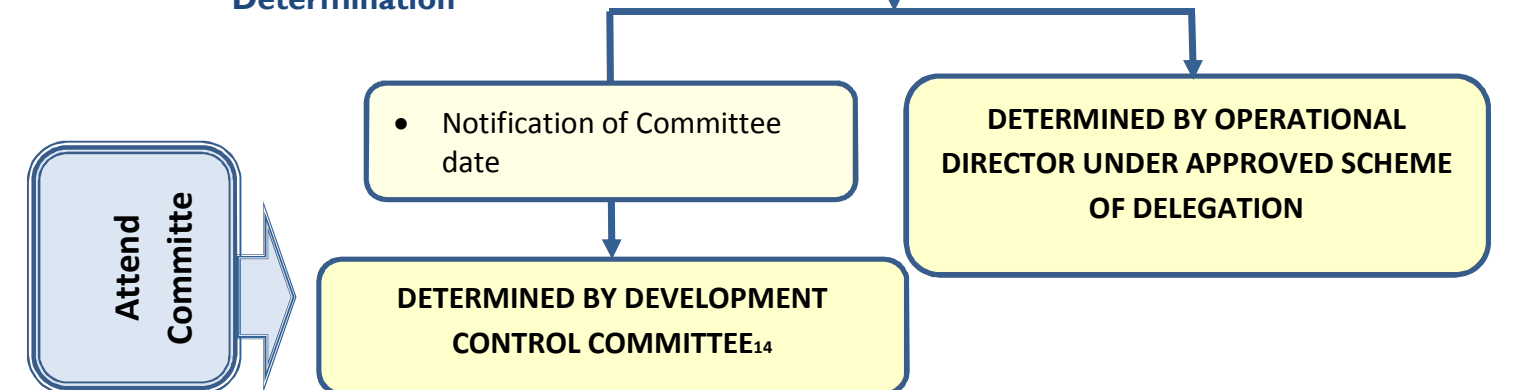 Determination
• Notification of Committee
date
DETERMINED BY OPERATIONAL
DIRECTOR UNDER APPROVED SCHEME
OF DELEGATION
Attend
Committe
DETERMINED BY DEVELOPMENT
CONTROL COMMITTEE14